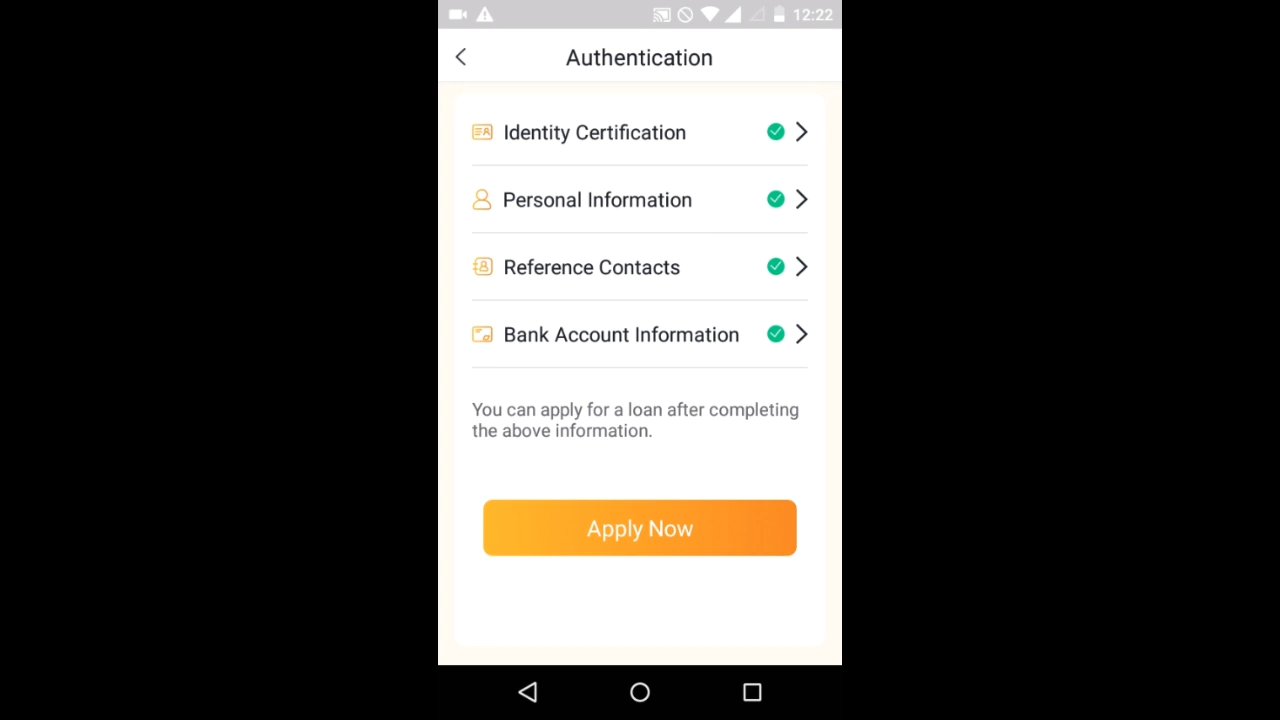 12:22
Authentication
Identity Certification
Personal Information
Reference Contacts
Bank Account Information
You can apply for a loan after completing
the above information.
Apply Now